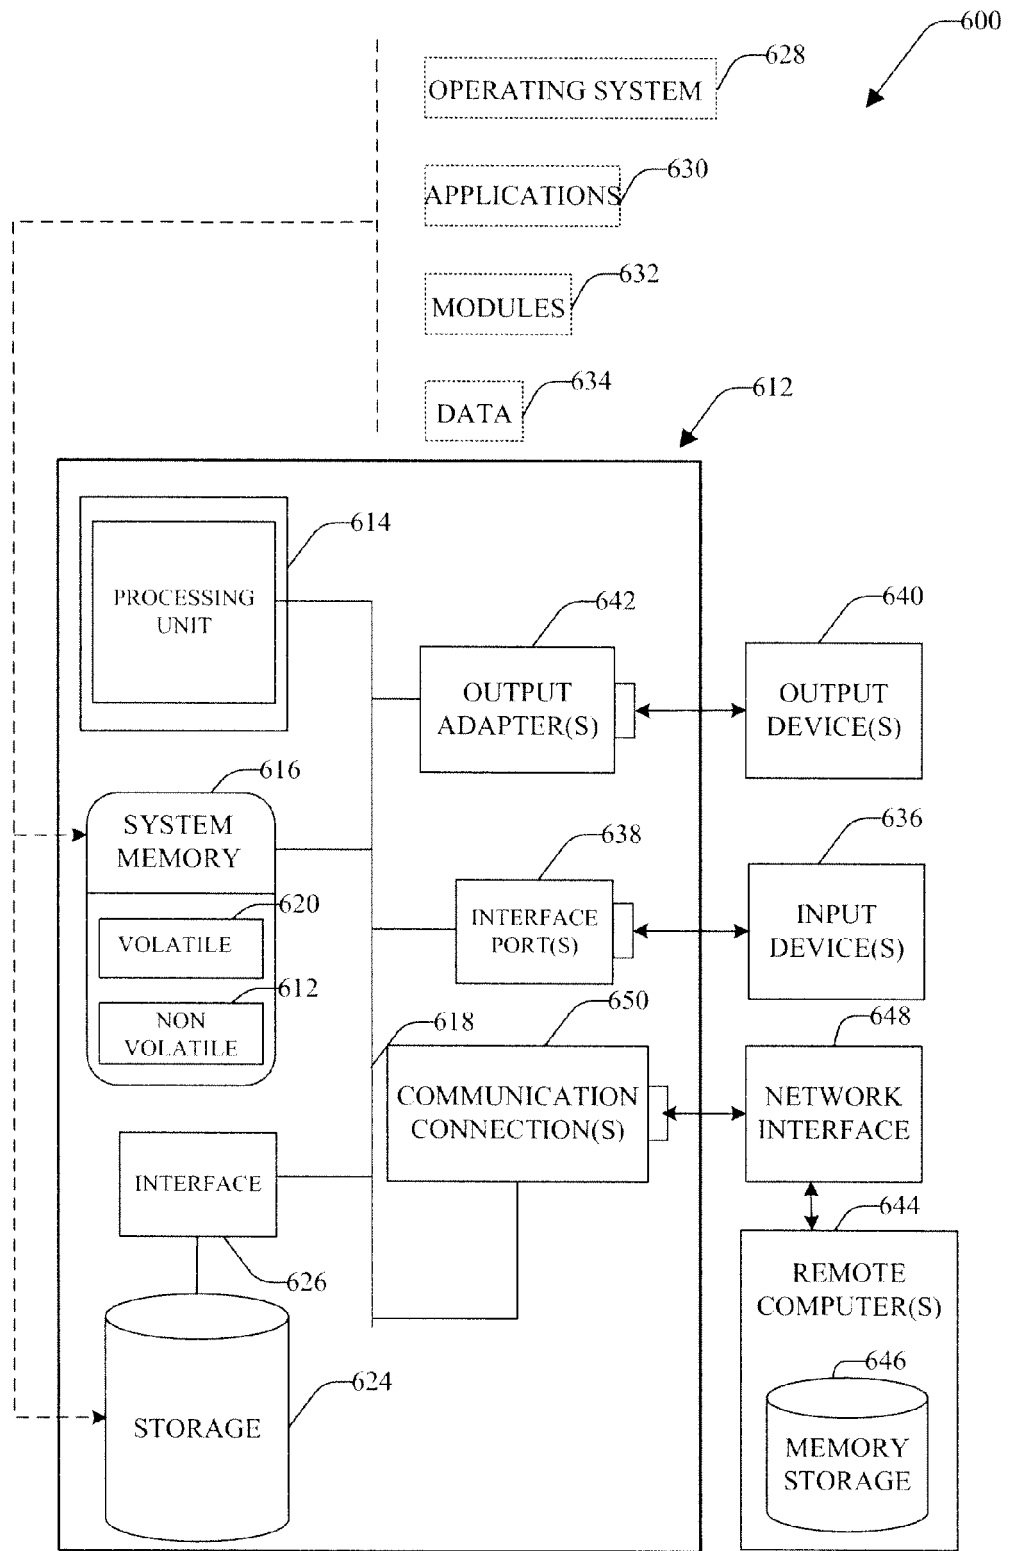 600
628
OPERATING SYSTEM
630
APPLICATIONS
632
MODULES
634
DATA
612
614
PROCESSING
UNIT
642
OUTPUT
ADAPTER(S)
640
OUTPUT
DEVICE(S)
616
SYSTEM
MEMORY
620
VOLATILE
612
NON
VOLATILE
638
INTERFACE
PORT(S)
636
INPUT
DEVICE(S)
618
650
COMMUNICATION
CONNECTION(S)
648
NETWORK
INTERFACE
INTERFACE
626
644
REMOTE
COMPUTER(S)
624
STORAGE
646
MEMORY
STORAGE